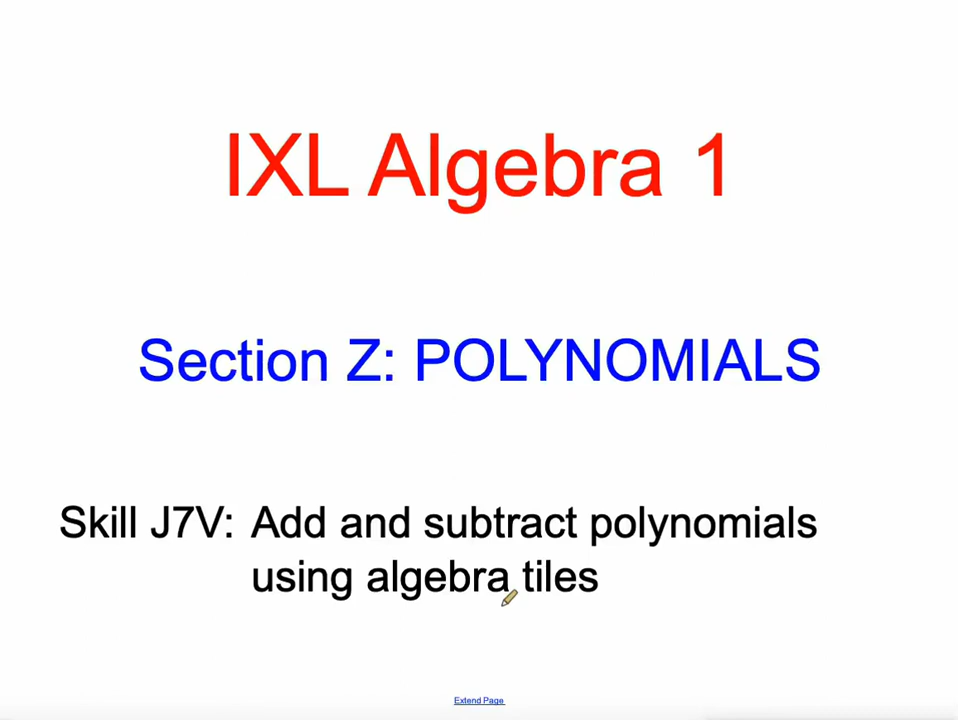 IXL Algebra 1
Section Z: POLYNOMIALS
Skill J7V: Add and subtract polynomials
using algebra tiles
Extend Page